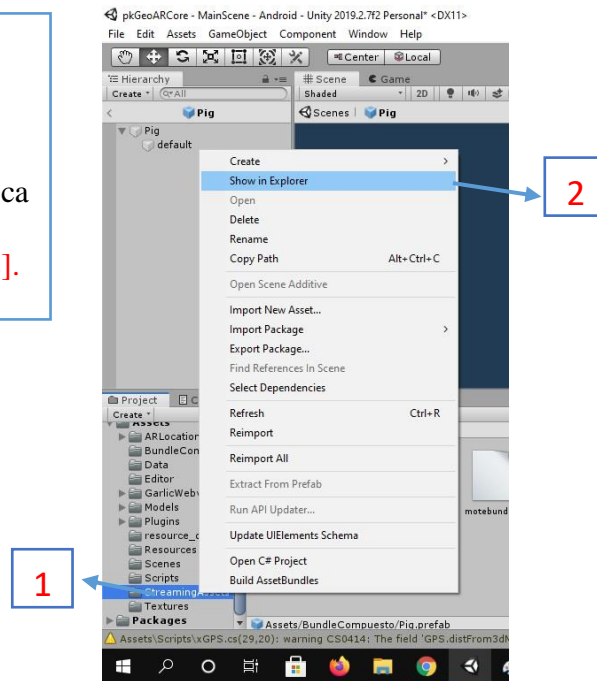 pkGeoARCore - MainScene - Android - Unity 2019.2.7f2 Personal* <DX11>
File Edit Assets GameObject Component Window Help
Center Local
Hierarchy
Scene Game
Create All
Shaded 2D
Pig
Scenes Pig
Pig
default
ca
].
Create
Show in Explorer
2
Open
Delete
Rename
Copy Path Alt+Ctrl+C
Open Scene Additive
Import New Asset...
Import Package
Export Package...
Find References In Scene
Select Dependencies
Refresh Ctrl+R
Reimport
Reimport All
Extract From Prefab
Run API Updater...
Update UIElements Schema
Open C# Project
Build AssetBundles
Project C
Create
Assets
ARLocation
BundleCon
Data
Editor
GarlicWebv
Models
Plugins
resource_c
Resources
Scenes
Scripts
1
StreamingAssets
Textures
Packages
motebund
Assets/BundleCompuesto/Pig.prefab
Assets\Scripts\xGPS.cs(29,20): warning CS0414: The field 'GPS.distFrom3dM